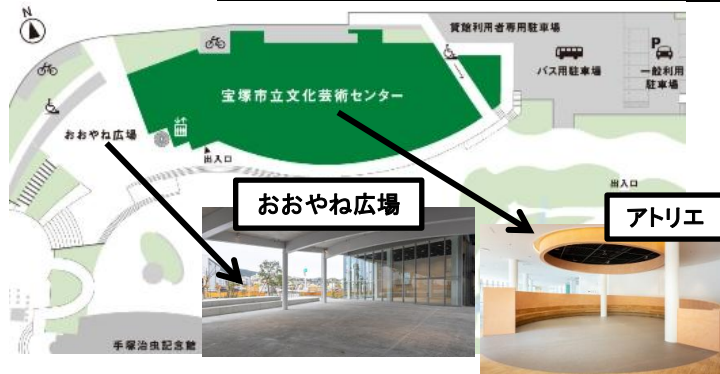 N
貸館利用者専用駐車場
バス用駐車場
P
一般利用
駐車場
宝塚市立文化芸術センター
おおやね広場
出入口
出入口
おおやね広場
アトリエ
手塚治虫記念館